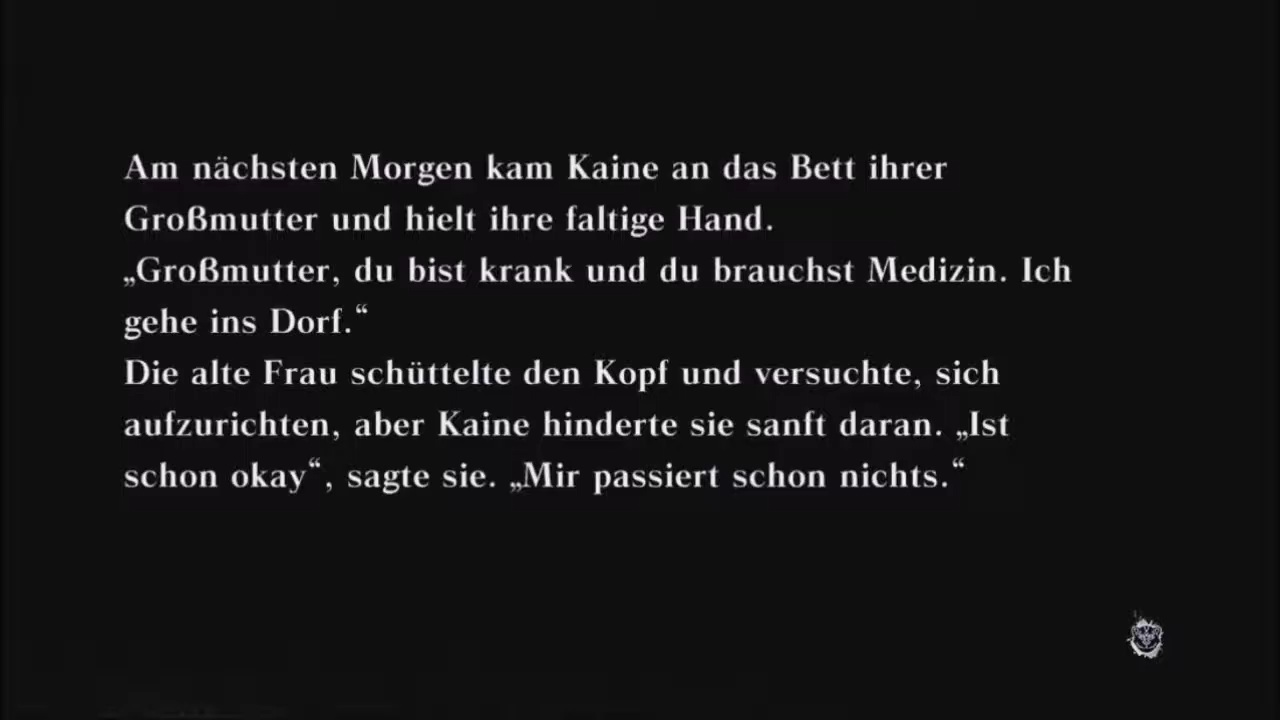 Am nächsten Morgen kam Kaine an das Bett ihrer
Großmutter und hielt ihre faltige Hand.
„Großmutter, du bist krank und du brauchst Medizin. Ich
gehe ins Dorf.“
Die alte Frau schüttelte den Kopf und versuchte, sich
aufzurichten, aber Kaine hinderte sie sanft daran. „Ist
schon okay“, sagte sie. „Mir passiert schon nichts.“